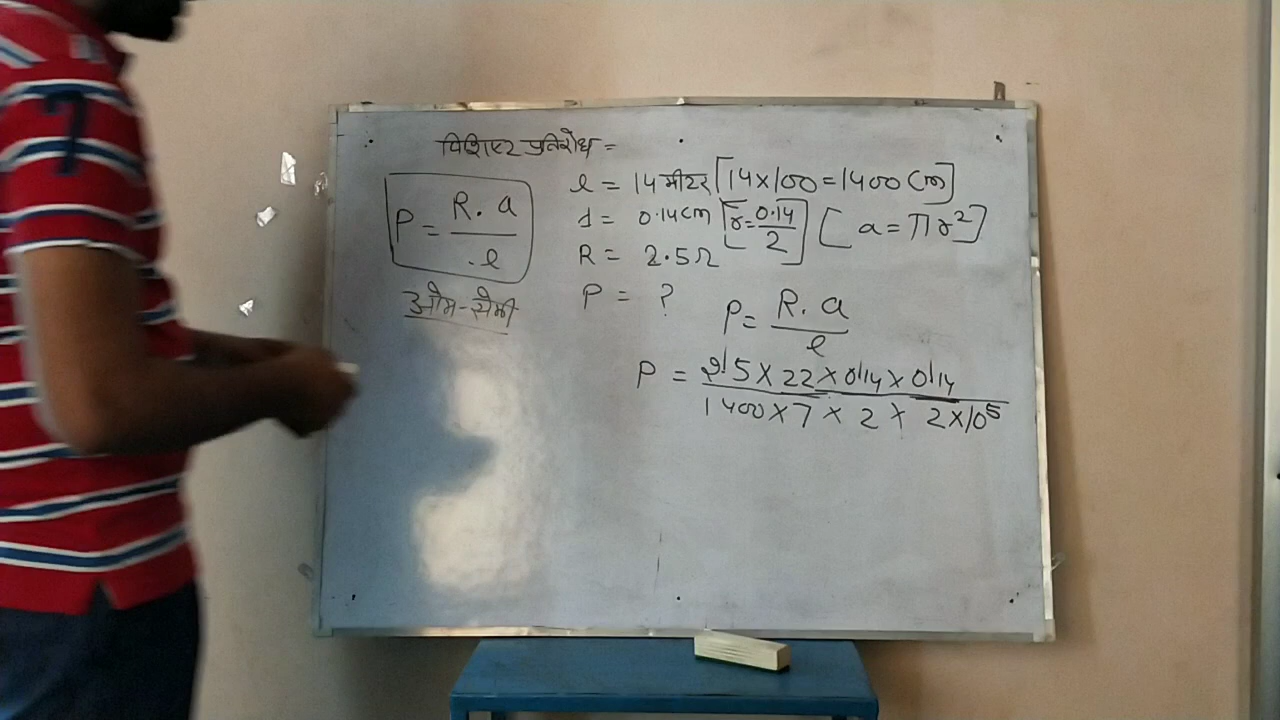 विशिष्ट प्रतिरोध =
P = R. a / l
ओम-सेमी
l = 14 मीटर [14×100=1400 Cm]
d = 0.14cm [r=0.14/2] [a=πr²]
R = 2.5Ω
P = ?
P= R. a / l
P = 2|5 × 22 × 0|14 × 0|14 / 1400 × 7 × 2 × 2×10⁵
7